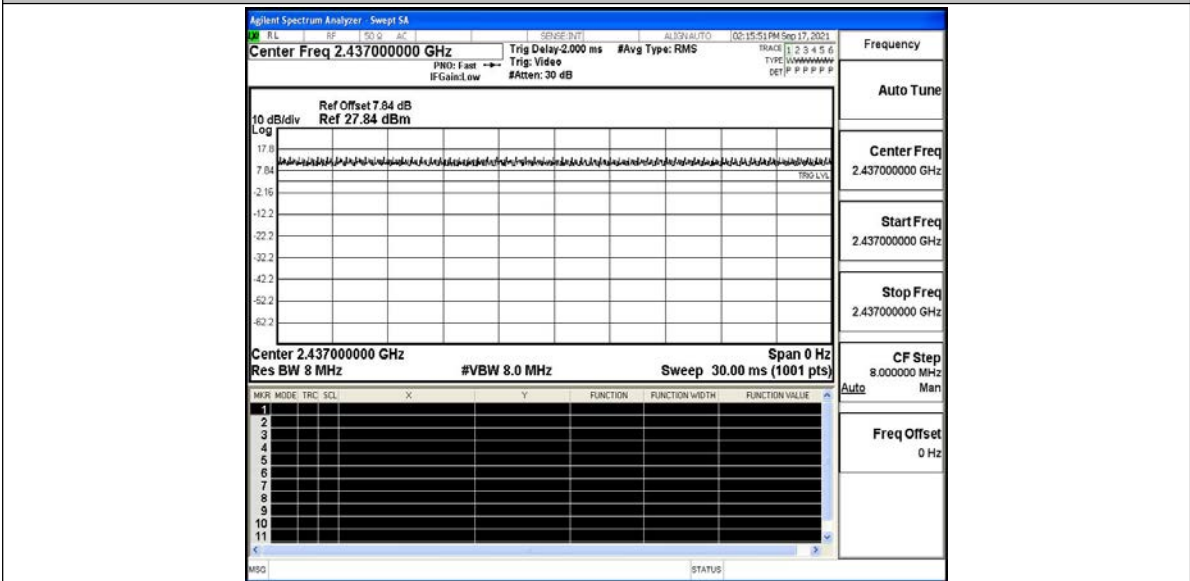 Agilent Spectrum Analyzer - Swept SA
RL RF 50 Ω AC SENSE:INT ALIGNAUTO 02:15:51 PM Sep 17, 2021
Center Freq 2.437000000 GHz
PNO: Fast
IFGain:Low
Trig Delay-2.000 ms
Trig: Video
#Atten: 30 dB
#Avg Type: RMS
TRACE 1 2 3 4 5 6
TYPE
DET P P P P P P
Ref Offset 7.84 dB
10 dB/div Ref 27.84 dBm
Log
17.8
7.84
TRIG LVL
-2.16
-12.2
-22.2
-32.2
-42.2
-52.2
-62.2
Center 2.437000000 GHz Span 0 Hz
Res BW 8 MHz #VBW 8.0 MHz Sweep 30.00 ms (1001 pts)
MKR MODE TRC SCL X Y FUNCTION FUNCTION WIDTH FUNCTION VALUE
1
2
3
4
5
6
7
8
9
10
11
MSG STATUS
Frequency
Auto Tune
Center Freq
2.437000000 GHz
Start Freq
2.437000000 GHz
Stop Freq
2.437000000 GHz
CF Step
8.000000 MHz
Auto Man
Freq Offset
0 Hz